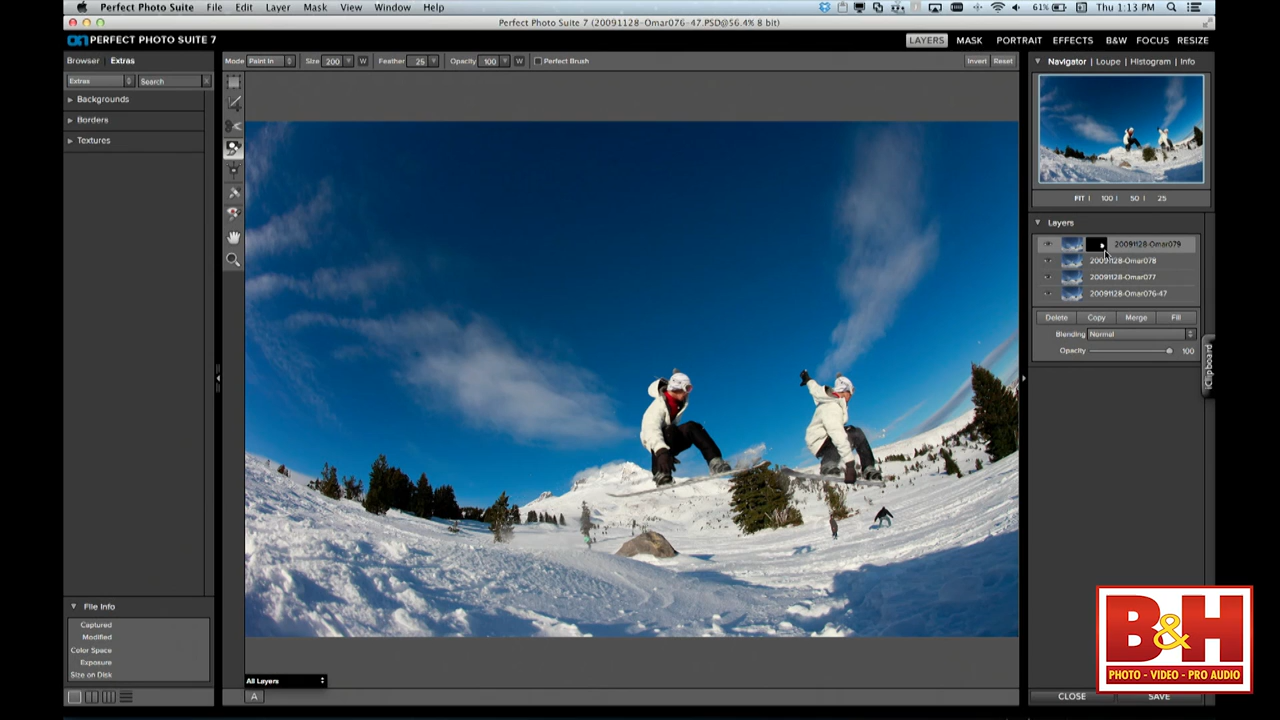 Perfect Photo Suite File Edit Layer Mask View Window Help 61% Thu 1:13 PM
Perfect Photo Suite 7 (20091128-Omar076-47.PSD@56.4% 8 bit)
on PERFECT PHOTO SUITE 7 LAYERS MASK PORTRAIT EFFECTS B&W FOCUS RESIZE
Browser Extras Mode Paint In Size 200 W Feather 25 Opacity 100 W Perfect Brush Invert Reset Navigator | Loupe | Histogram | Info
Extras Search
Backgrounds
Borders
Textures
FIT | 100 | 50 | 25
Layers
20091128-Omar079
20091128-Omar078
20091128-Omar077
20091128-Omar076-47
Delete Copy Merge Fill
Blending Normal
Opacity 100
iClipboard
File Info
Captured
Modified
Color Space
Exposure
Size on Disk
All Layers
A
B&H
PHOTO - VIDEO - PRO AUDIO
CLOSE SAVE